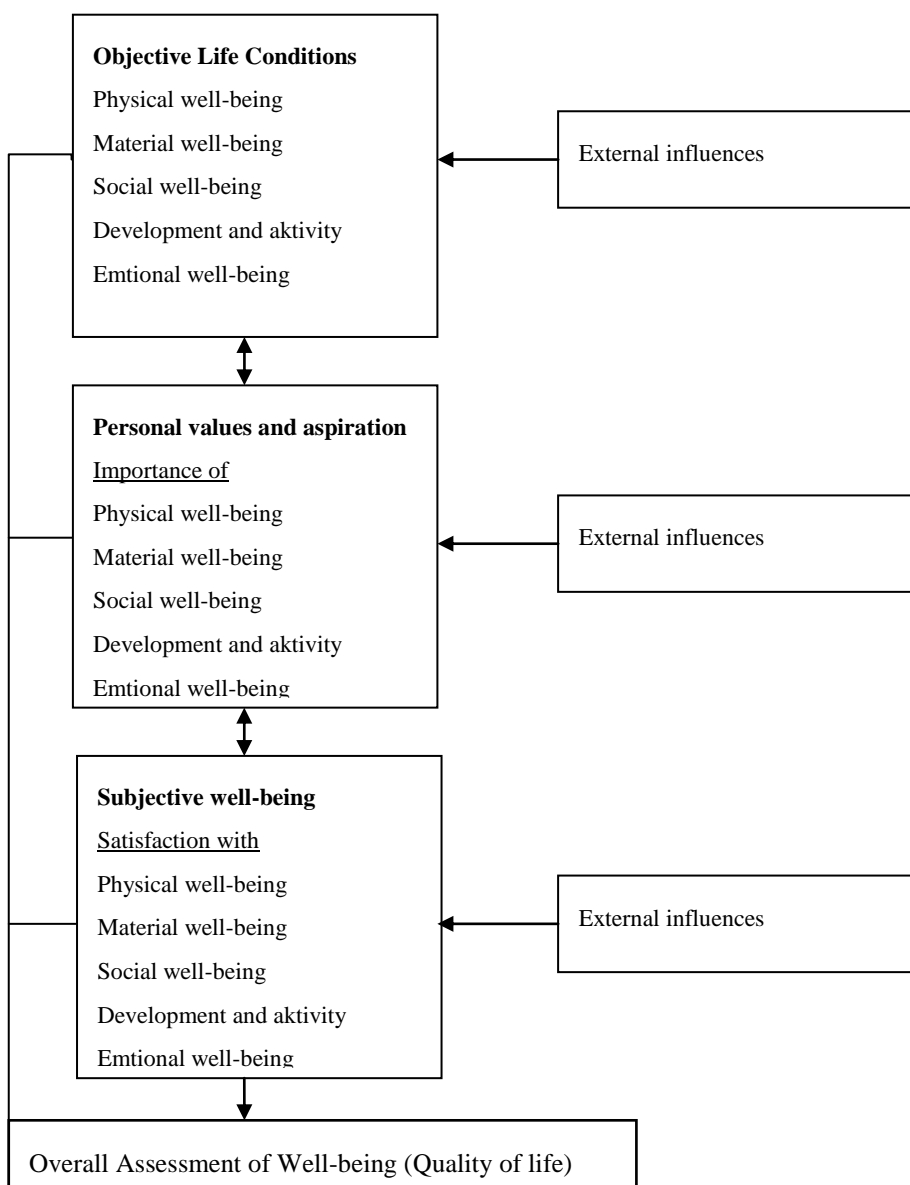 Objective Life Conditions
Physical well-being
Material well-being
Social well-being
Development and aktivity
Emtional well-being
External influences
Personal values and aspiration
Importance of
Physical well-being
Material well-being
Social well-being
Development and aktivity
Emtional well-being
External influences
Subjective well-being
Satisfaction with
Physical well-being
Material well-being
Social well-being
Development and aktivity
Emtional well-being
External influences
Overall Assessment of Well-being (Quality of life)